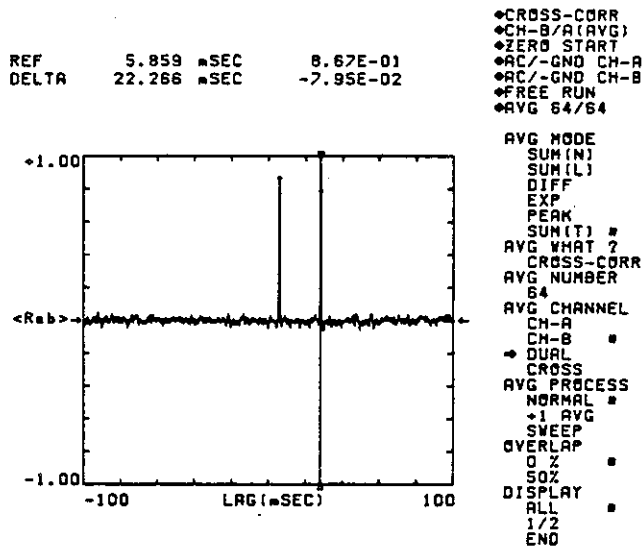 REF 5.859 mSEC 8.67E-01
DELTA 22.266 mSEC -7.95E-02
◆CROSS-CORR
◆CH-B/A(AVG)
◆ZERO START
◆AC/-GND CH-A
◆AC/-GND CH-B
◆FREE RUN
◆AVG 64/64
AVG MODE
SUM(N)
SUM(L)
DIFF
EXP
PEAK
SUM(T) #
AVG WHAT ?
CROSS-CORR
AVG NUMBER
64
AVG CHANNEL
CH-A
CH-B #
→ DUAL
CROSS
AVG PROCESS
NORMAL #
+1 AVG
SWEEP
OVERLAP
0 % #
50%
DISPLAY
ALL #
1/2
END
+1.00
<Rab>
-1.00
-100 LAG(mSEC) 100